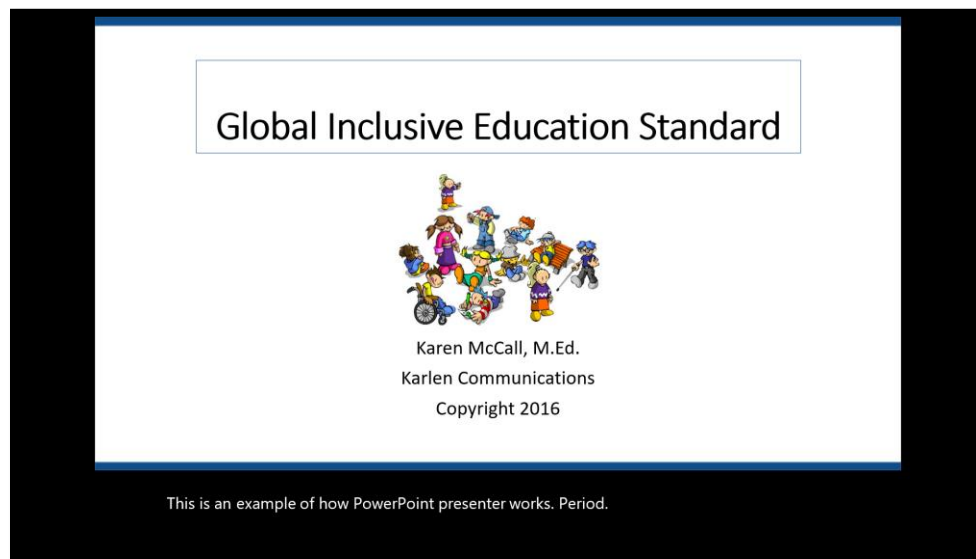 Global Inclusive Education Standard
Karen McCall, M.Ed.
Karlen Communications
Copyright 2016
This is an example of how PowerPoint presenter works. Period.